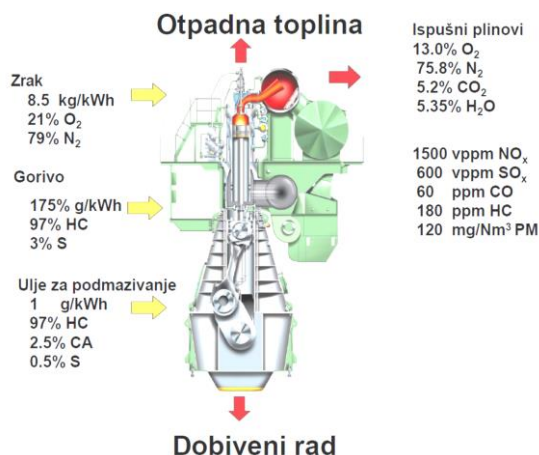 Otpadna toplina
Zrak
8.5 kg/kWh
21% O₂
79% N₂
Gorivo
175% g/kWh
97% HC
3% S
Ulje za podmazivanje
1 g/kWh
97% HC
2.5% CA
0.5% S
Ispušni plinovi
13.0% O₂
75.8% N₂
5.2% CO₂
5.35% H₂O
1500 vppm NOₓ
600 vppm SOₓ
60 ppm CO
180 ppm HC
120 mg/Nm³ PM
Dobiveni rad